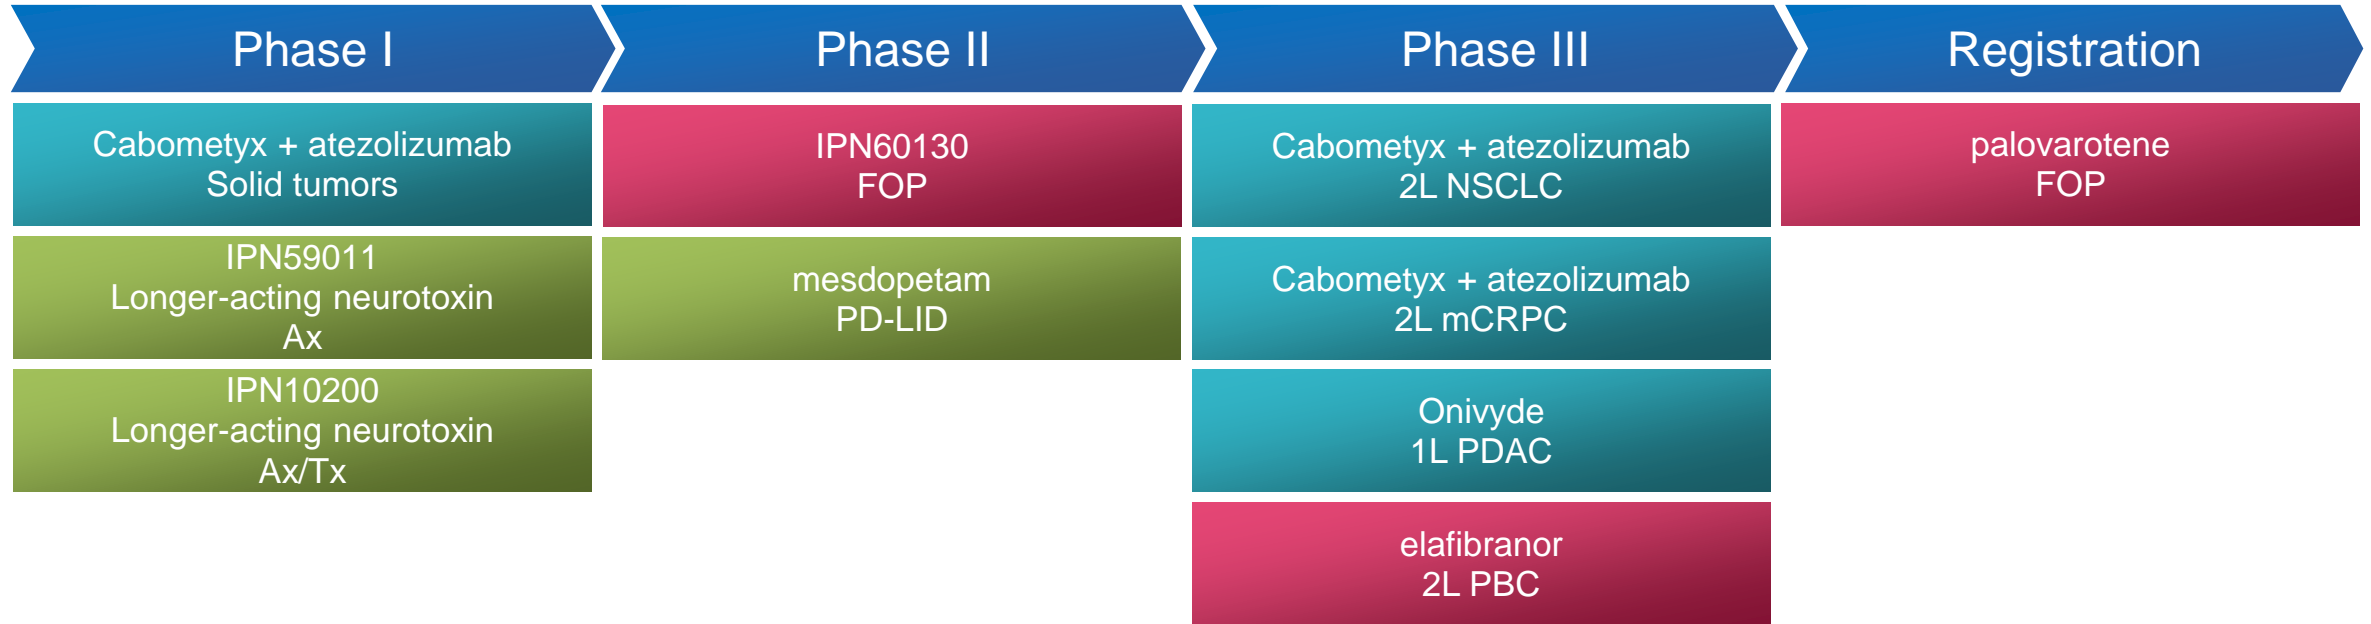 Phase I
Phase II
Phase III
Registration
Cabometyx + atezolizumab
Solid tumors
IPN60130
FOP
Cabometyx + atezolizumab
2L NSCLC
palovarotene
FOP
IPN59011
Longer-acting neurotoxin
Ax
mesdopetam
PD-LID
Cabometyx + atezolizumab
2L mCRPC
IPN10200
Longer-acting neurotoxin
Ax/Tx
Onivyde
1L PDAC
elafibranor
2L PBC